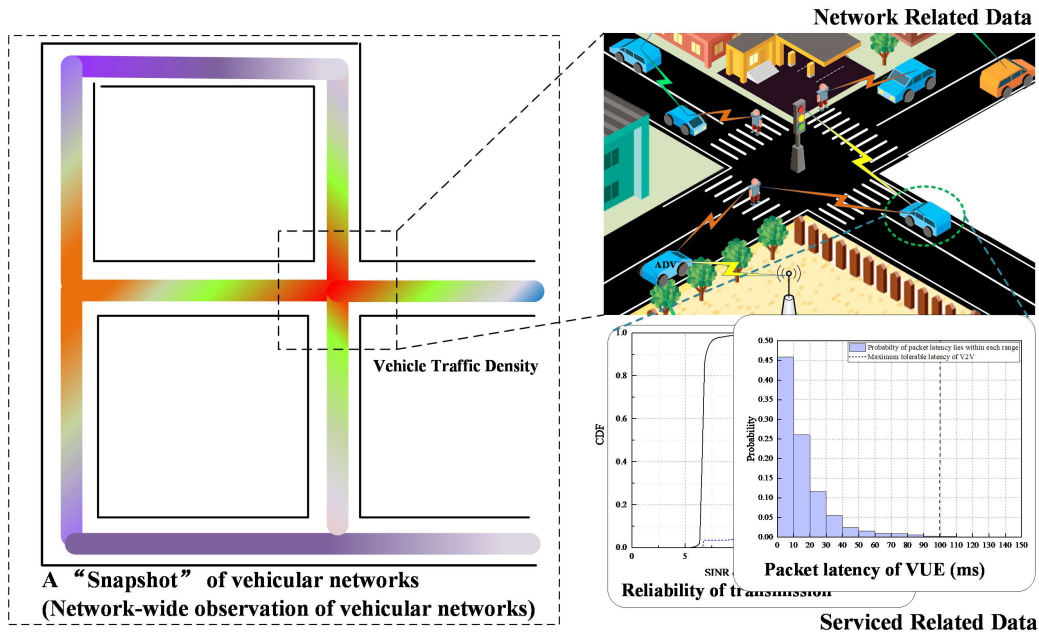 Network Related Data
ADV
Vehicle Traffic Density
A “Snapshot” of vehicular networks
(Network-wide observation of vehicular networks)
1.0
0.8
0.6
0.4
0.2
0.0
CDF
0
5
SINR
Reliability of transmission
0.50
0.45
0.40
0.35
0.30
0.25
0.20
0.15
0.10
0.05
0.00
Probability
Probabilty of packet latency lies within each range
Maximum tolerable latency of V2V
0 10 20 30 40 50 60 70 80 90 100 110 120 130 140 150
Packet latency of VUE (ms)
Serviced Related Data